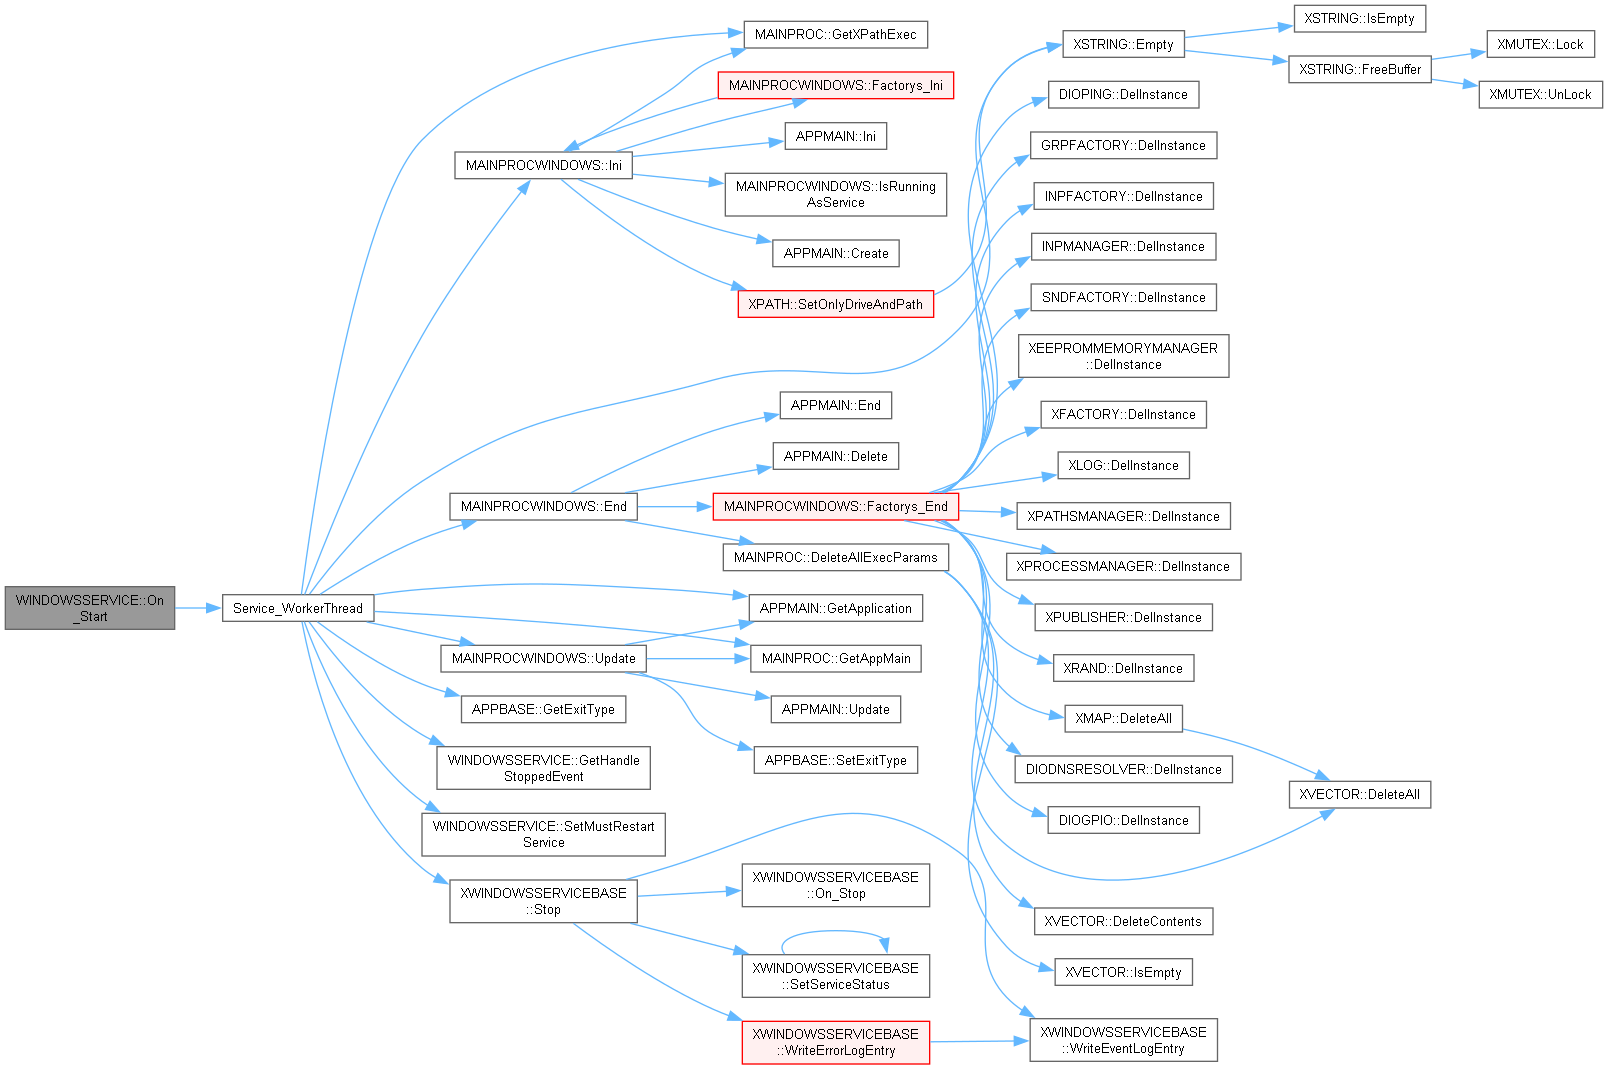 WINDOWSSERVICE::On
_Start
Service_WorkerThread
MAINPROCWINDOWS::Ini
MAINPROCWINDOWS::End
MAINPROCWINDOWS::Update
APPBASE::GetExitType
WINDOWSSERVICE::GetHandle
StoppedEvent
WINDOWSSERVICE::SetMustRestart
Service
XWINDOWSSERVICEBASE
::Stop
MAINPROC::GetXPathExec
MAINPROCWINDOWS::Factorys_Ini
APPMAIN::Ini
MAINPROCWINDOWS::IsRunning
AsService
APPMAIN::Create
XPATH::SetOnlyDriveAndPath
APPMAIN::End
APPMAIN::Delete
MAINPROCWINDOWS::Factorys_End
MAINPROC::DeleteAllExecParams
APPMAIN::GetApplication
MAINPROC::GetAppMain
APPMAIN::Update
APPBASE::SetExitType
XWINDOWSSERVICEBASE
::On_Stop
XWINDOWSSERVICEBASE
::SetServiceStatus
XWINDOWSSERVICEBASE
::WriteErrorLogEntry
XSTRING::Empty
DIOPING::DelInstance
GRPFACTORY::DelInstance
INPFACTORY::DelInstance
INPMANAGER::DelInstance
SNDFACTORY::DelInstance
XEEPROMMEMORYMANAGER
::DelInstance
XFACTORY::DelInstance
XLOG::DelInstance
XPATHSMANAGER::DelInstance
XPROCESSMANAGER::DelInstance
XPUBLISHER::DelInstance
XRAND::DelInstance
XMAP::DeleteAll
DIODNSRESOLVER::DelInstance
DIOGPIO::DelInstance
XVECTOR::DeleteContents
XVECTOR::IsEmpty
XWINDOWSSERVICEBASE
::WriteEventLogEntry
XSTRING::IsEmpty
XSTRING::FreeBuffer
XVECTOR::DeleteAll
XMUTEX::Lock
XMUTEX::UnLock